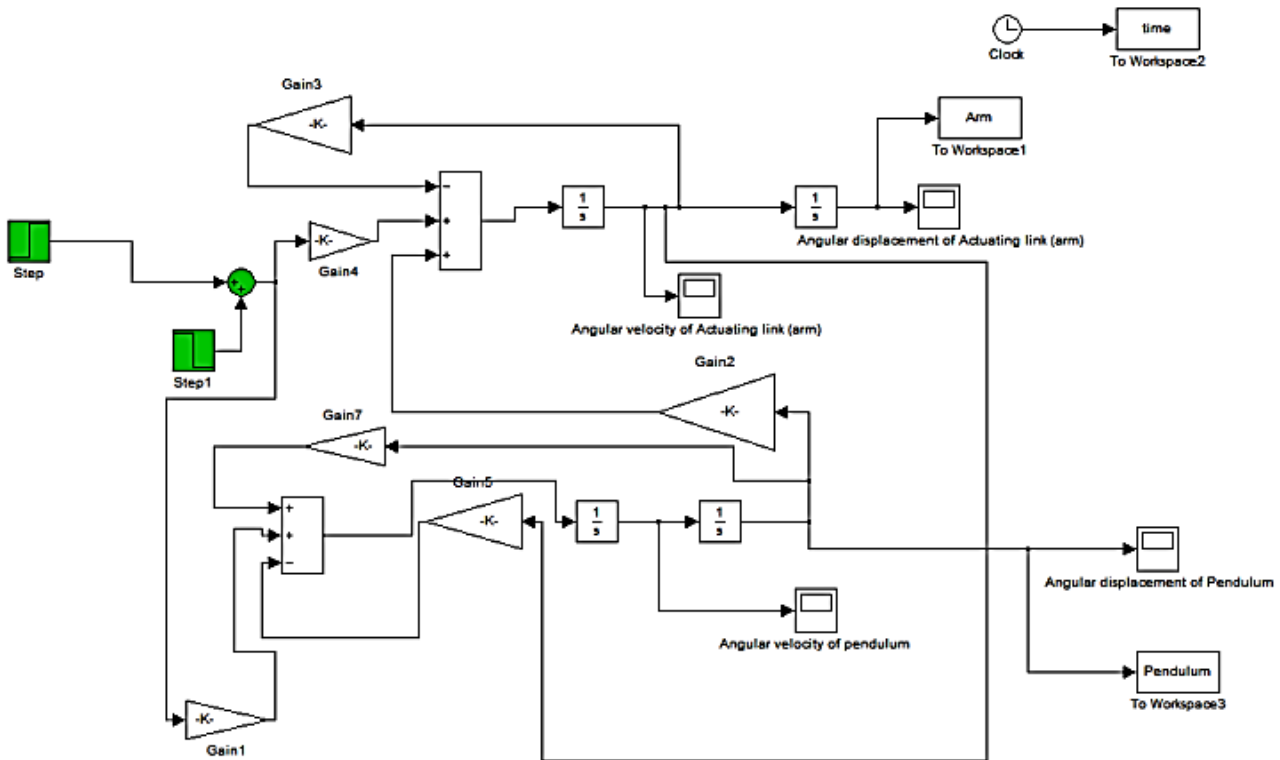 time
Clock
To Workspace2
Gain3
-K-
Arm
To Workspace1
-
+
+
1
s
1
s
-K-
Gain4
Step
+
+
Angular displacement of Actuating link (arm)
Angular velocity of Actuating link (arm)
Step1
Gain2
-K-
Gain7
-K-
Gain5
-K-
+
+
-
1
s
1
s
Angular displacement of Pendulum
Angular velocity of pendulum
Pendulum
To Workspace3
-K-
Gain1